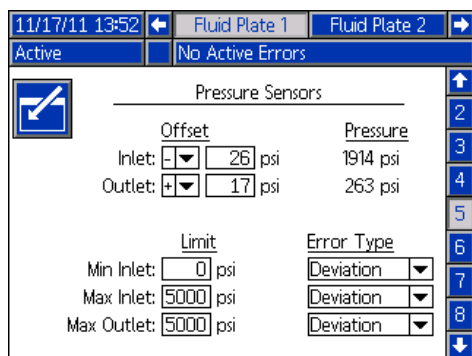 11/17/11 13:52 Fluid Plate 1 Fluid Plate 2
Active No Active Errors
Pressure Sensors
Offset Pressure
Inlet: - 26 psi 1914 psi
Outlet: + 17 psi 263 psi
Limit Error Type
Min Inlet: 0 psi Deviation
Max Inlet: 5000 psi Deviation
Max Outlet: 5000 psi Deviation
2
3
4
5
6
7
8